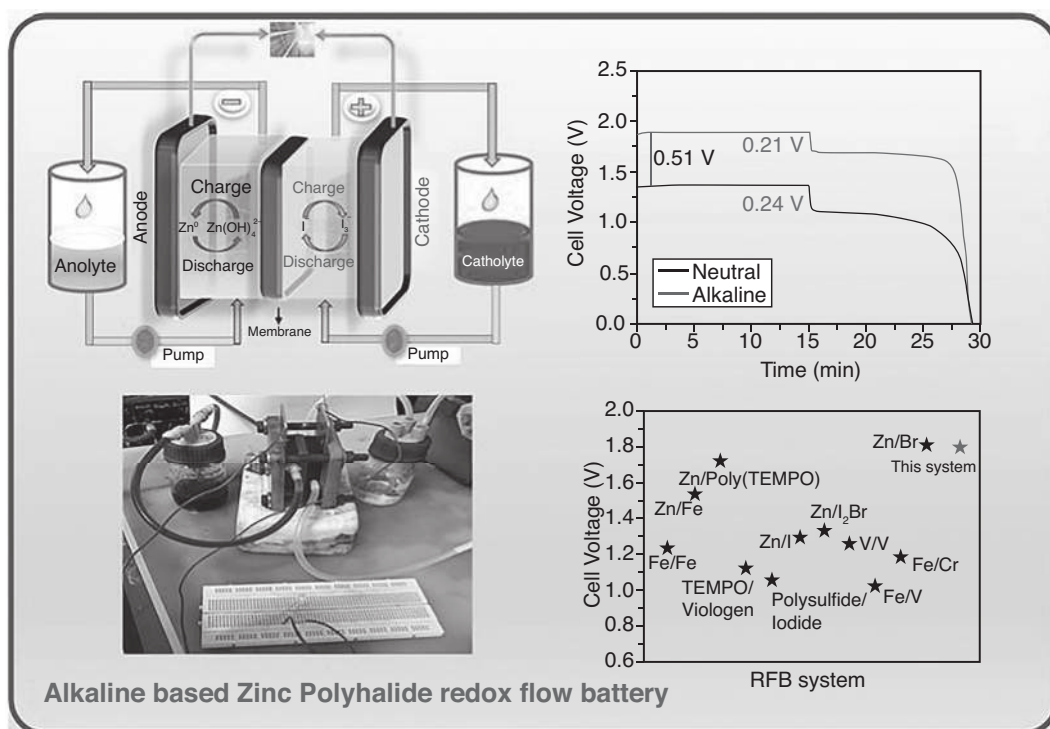 Anode
Anolyte
Charge
Zn⁰ Zn(OH)₄²⁻
Discharge
Charge
I⁻ I₃⁻
Discharge
Cathode
Catholyte
Membrane
Pump
Pump
Cell Voltage (V)
2.5
2.0
1.5
1.0
0.5
0.0
0.51 V
0.21 V
0.24 V
Neutral
Alkaline
0 5 10 15 20 25 30
Time (min)
Cell Voltage (V)
2.0
1.8
1.6
1.4
1.2
1.0
0.8
0.6
Zn/Br
This system
Zn/Poly(TEMPO)
Zn/Fe
Zn/I₂Br
Zn/I
V/V
Fe/Fe
Fe/Cr
TEMPO/
Viologen
Polysulfide/
Iodide
Fe/V
RFB system
Alkaline based Zinc Polyhalide redox flow battery